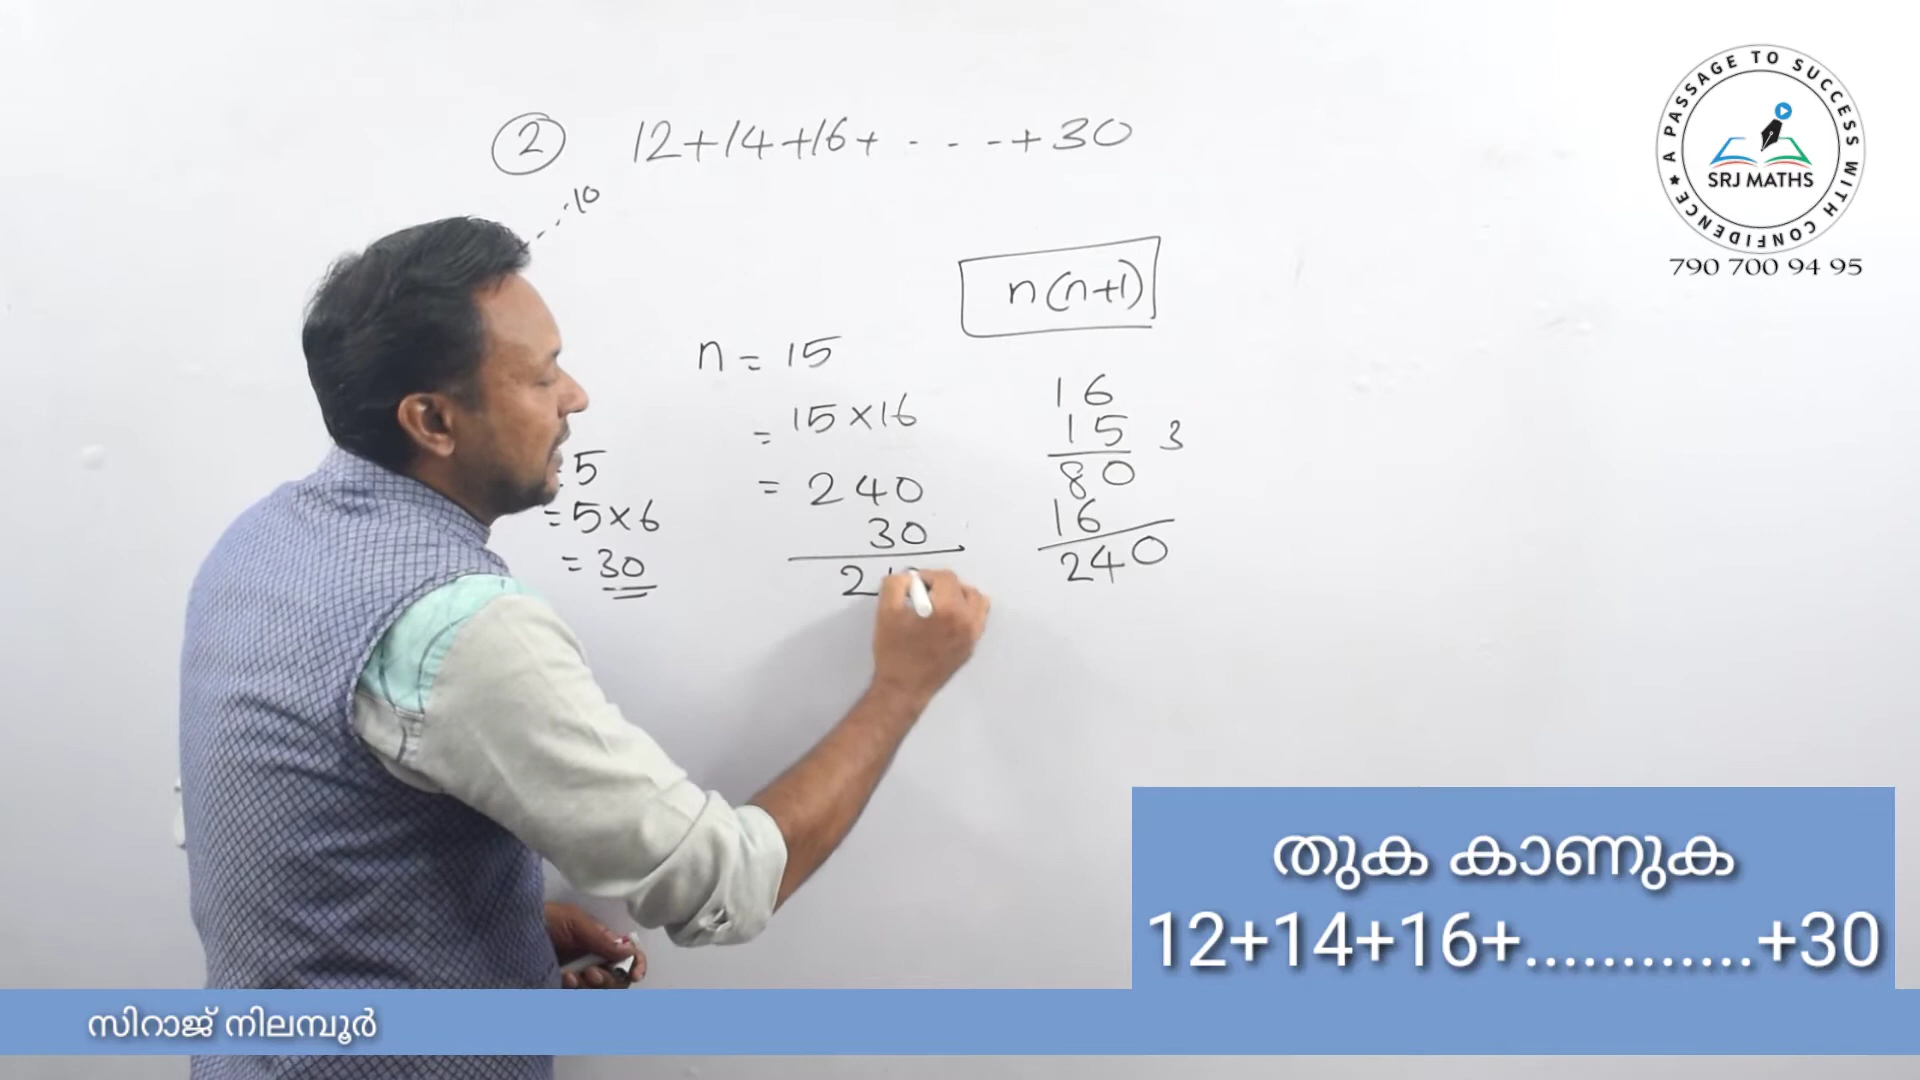 ② 12+14+16+ - - - + 30
10
n(n+1)
n = 15
= 15×16
= 240
30
5
= 5×6
= 30
16
15 3
80
16
240
A PASSAGE TO SUCCESS WITH CONFIDENCE
SRJ MATHS
790 700 94 95
തുക കാണുക
12+14+16+............+30
സിറാജ് നിലമ്പൂർ